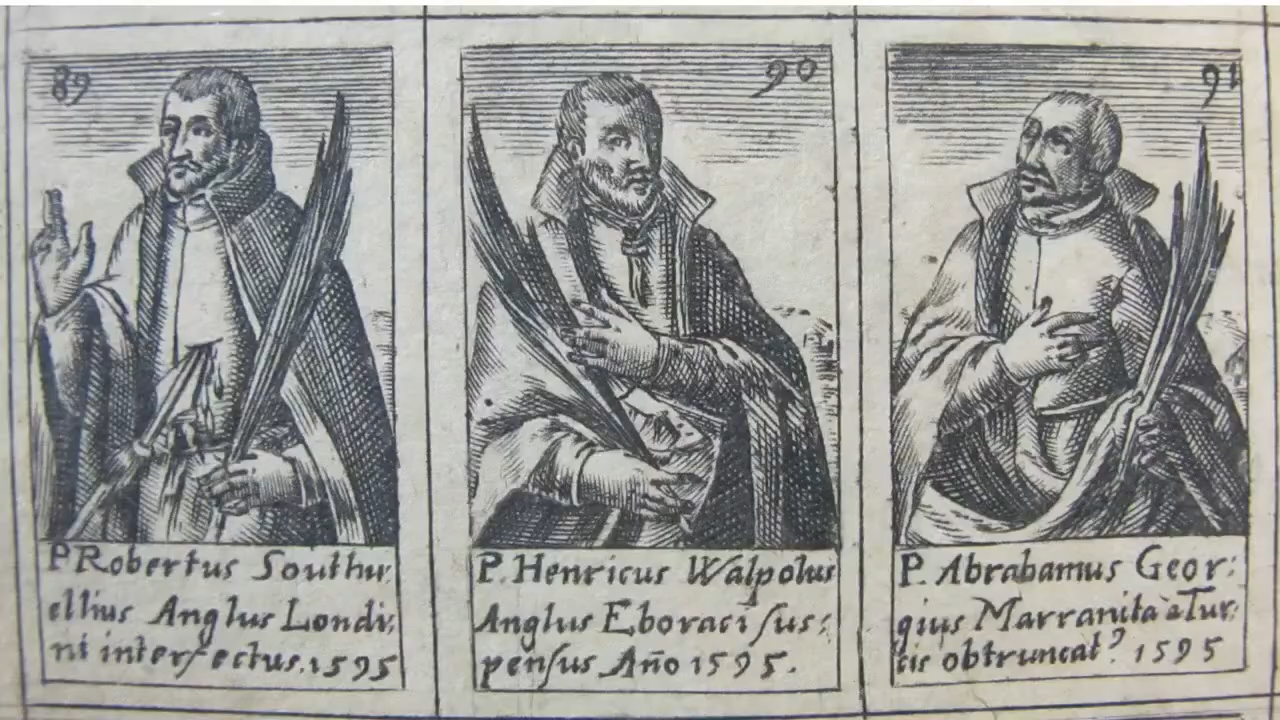 89
P Robertus Southu:
ellius Anglus Londi:
ni interfectus. 1595
90
P. Henricus Walpolus
Anglus Eboraci sus:
pensus Año 1595.
91
P. Abrahamus Geor:
gius Marranita à Tur:
cis obtruncat? 1595